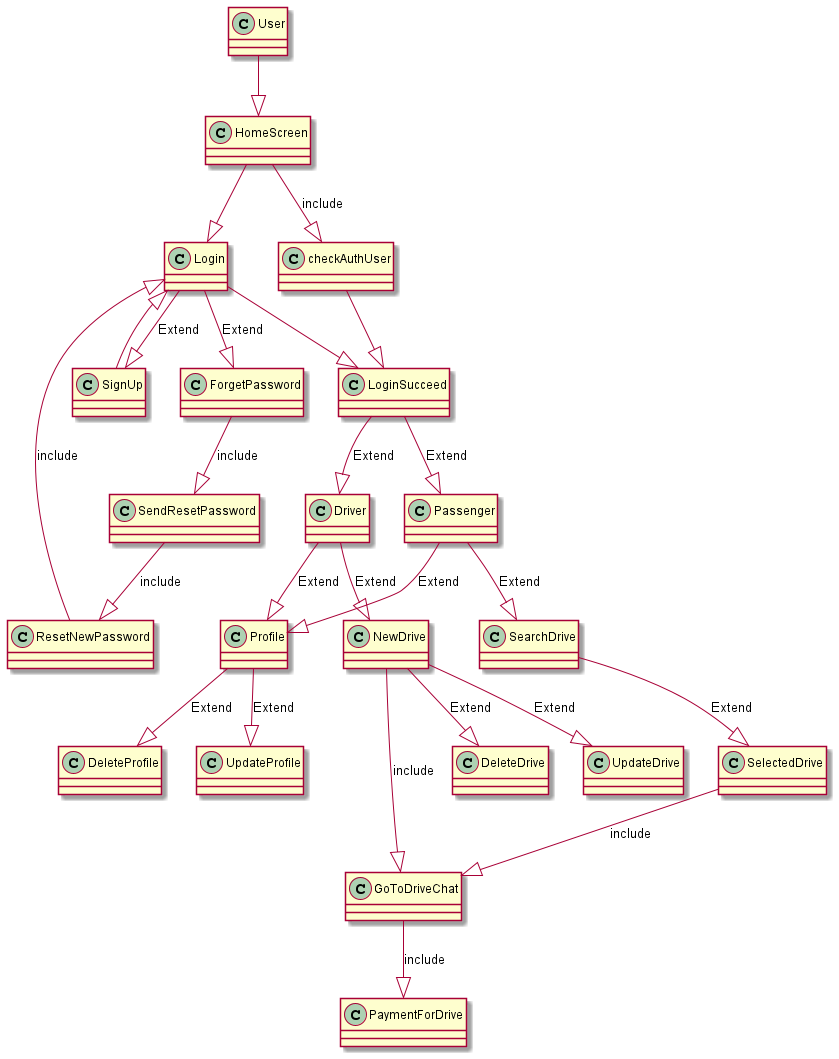 C User
C HomeScreen
include
C Login
C checkAuthUser
Extend
Extend
C SignUp
C ForgetPassword
C LoginSucceed
include
include
Extend
Extend
C SendResetPassword
C Driver
C Passenger
include
Extend
Extend
Extend
Extend
C ResetNewPassword
C Profile
C NewDrive
C SearchDrive
Extend
Extend
Extend
Extend
Extend
C DeleteProfile
C UpdateProfile
include
C DeleteDrive
C UpdateDrive
C SelectedDrive
include
C GoToDriveChat
include
C PaymentForDrive